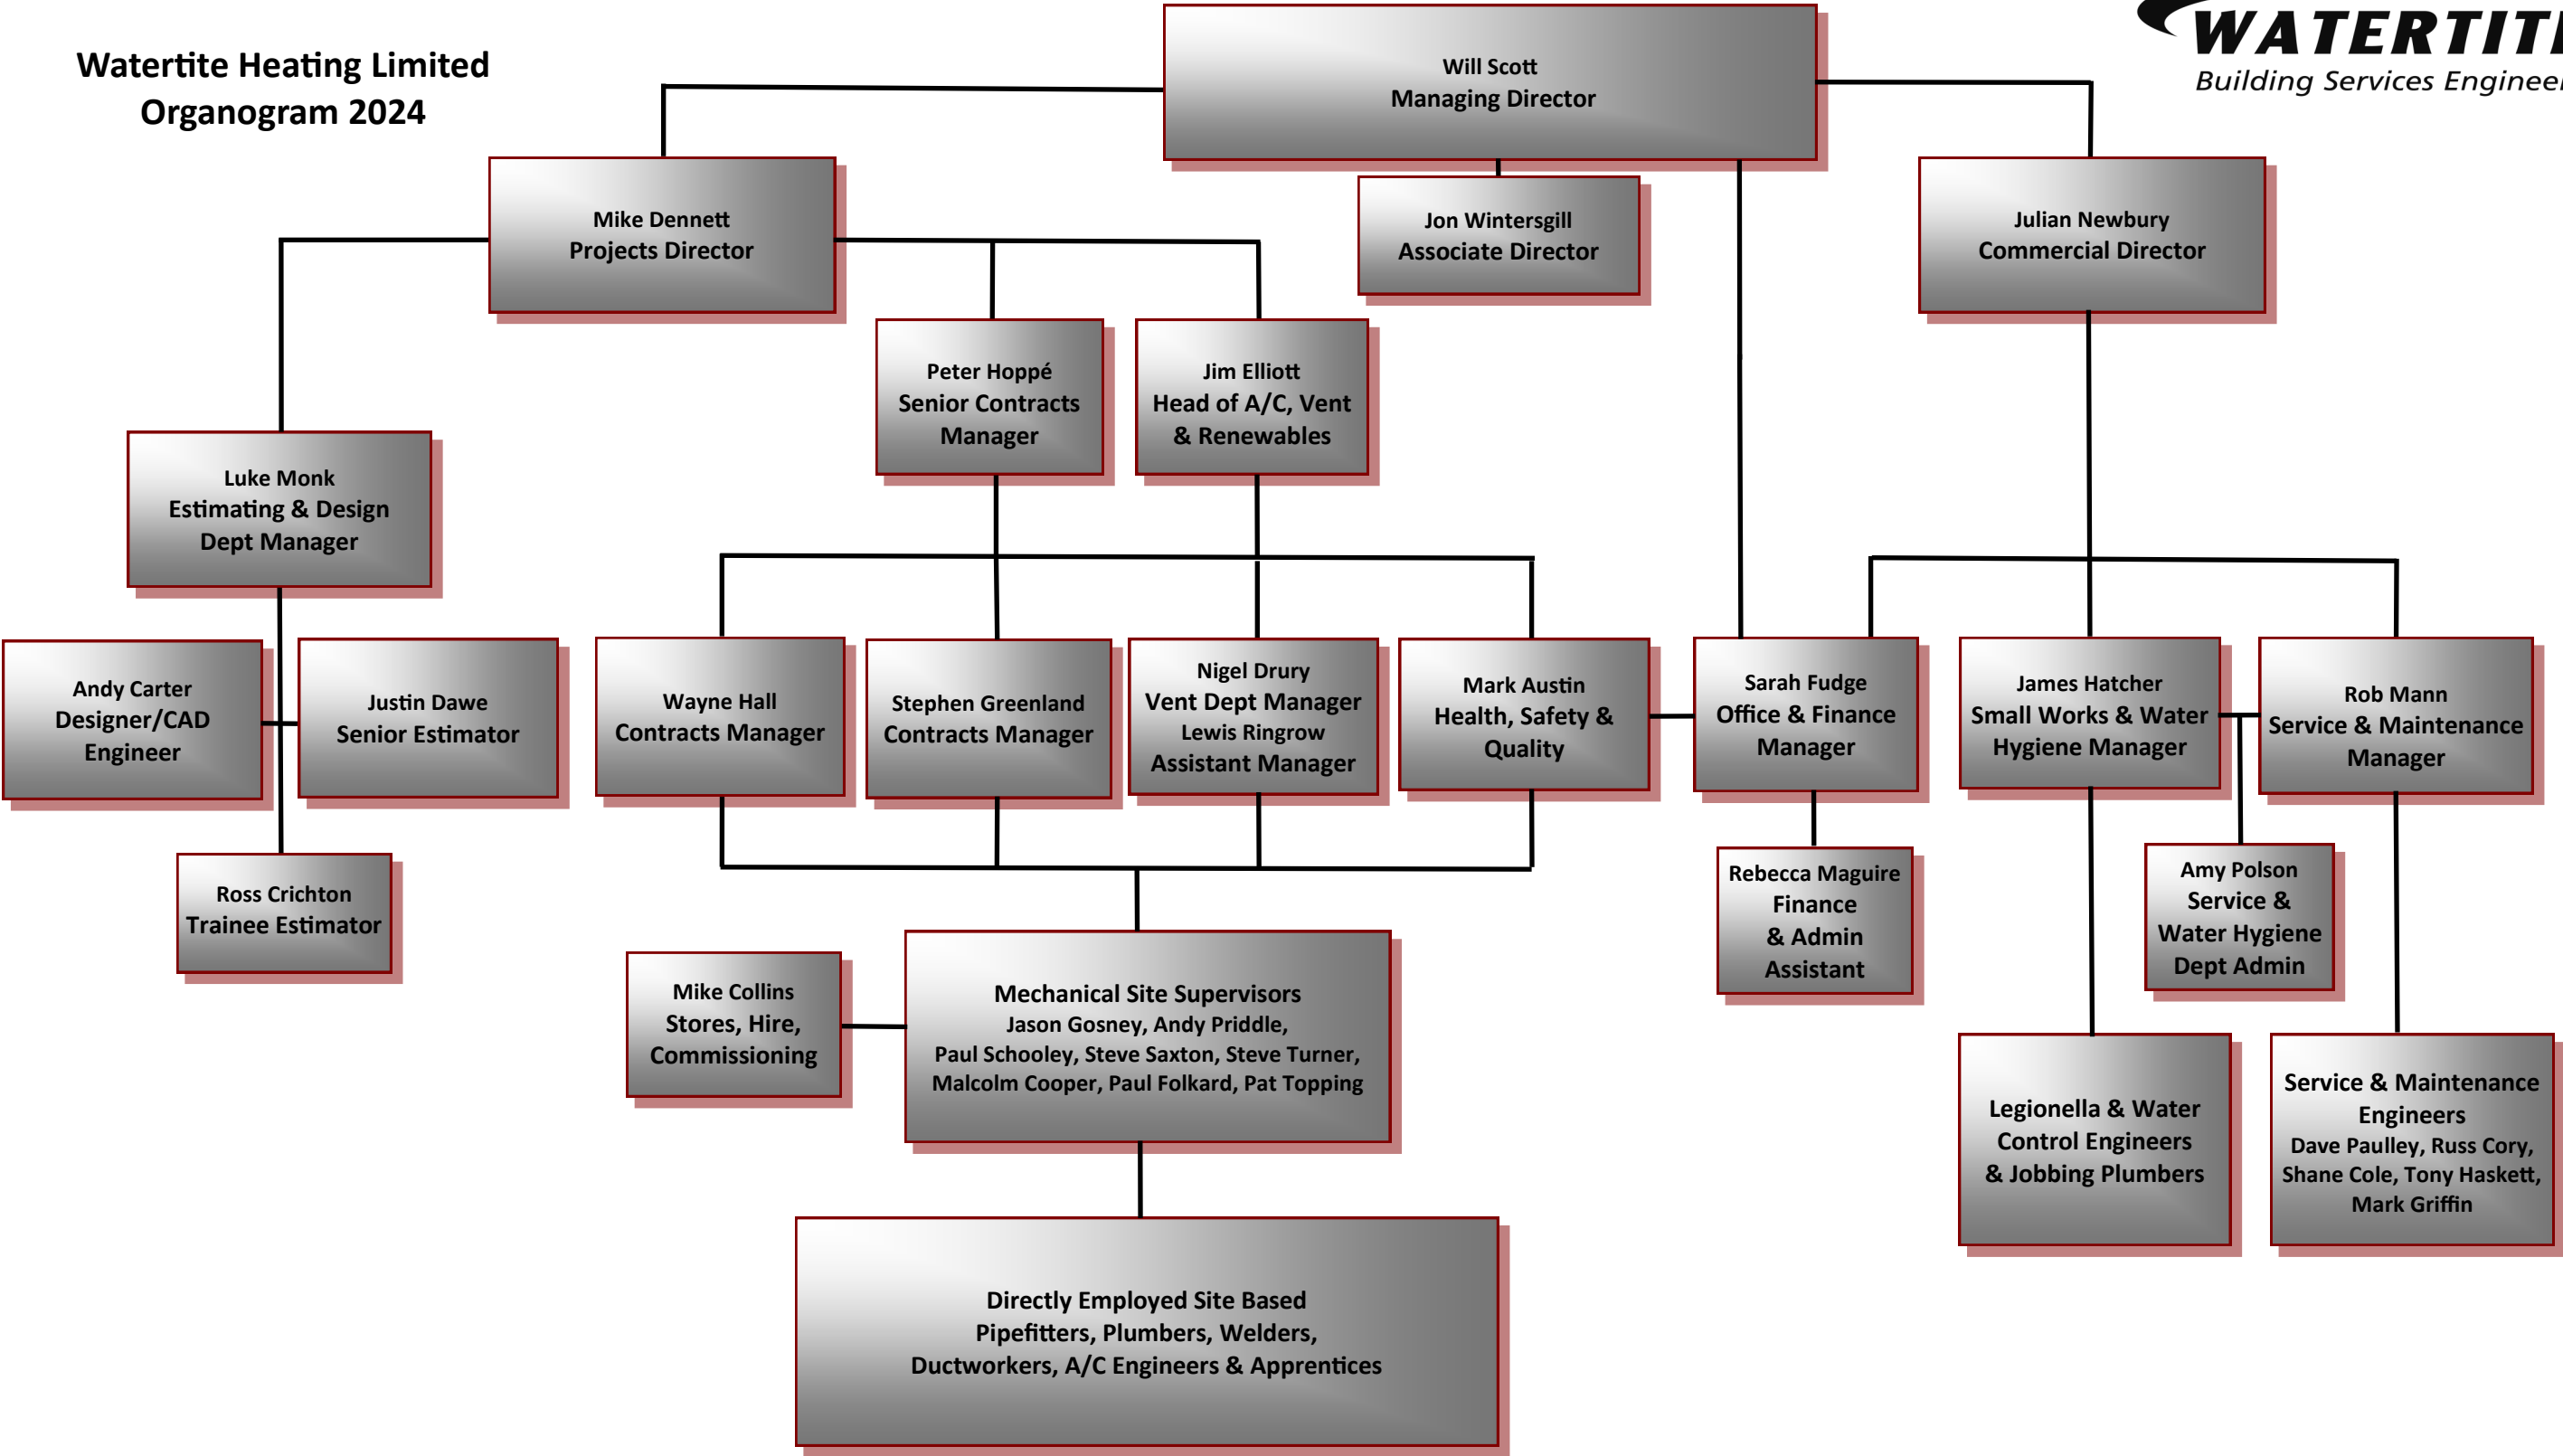 Watertite Heating Limited
Organogram 2024
WATERTITE
Building Services Engineer
Will Scott
Managing Director
Mike Dennett
Projects Director
Jon Wintersgill
Associate Director
Julian Newbury
Commercial Director
Peter Hoppé
Senior Contracts
Manager
Jim Elliott
Head of A/C, Vent
& Renewables
Luke Monk
Estimating & Design
Dept Manager
Andy Carter
Designer/CAD
Engineer
Justin Dawe
Senior Estimator
Wayne Hall
Contracts Manager
Stephen Greenland
Contracts Manager
Nigel Drury
Vent Dept Manager
Lewis Ringrow
Assistant Manager
Mark Austin
Health, Safety &
Quality
Sarah Fudge
Office & Finance
Manager
James Hatcher
Small Works & Water
Hygiene Manager
Rob Mann
Service & Maintenance
Manager
Ross Crichton
Trainee Estimator
Rebecca Maguire
Finance
& Admin
Assistant
Amy Polson
Service &
Water Hygiene
Dept Admin
Mike Collins
Stores, Hire,
Commissioning
Mechanical Site Supervisors
Jason Gosney, Andy Priddle,
Paul Schooley, Steve Saxton, Steve Turner,
Malcolm Cooper, Paul Folkard, Pat Topping
Legionella & Water
Control Engineers
& Jobbing Plumbers
Service & Maintenance
Engineers
Dave Paulley, Russ Cory,
Shane Cole, Tony Haskett,
Mark Griffin
Directly Employed Site Based
Pipefitters, Plumbers, Welders,
Ductworkers, A/C Engineers & Apprentices